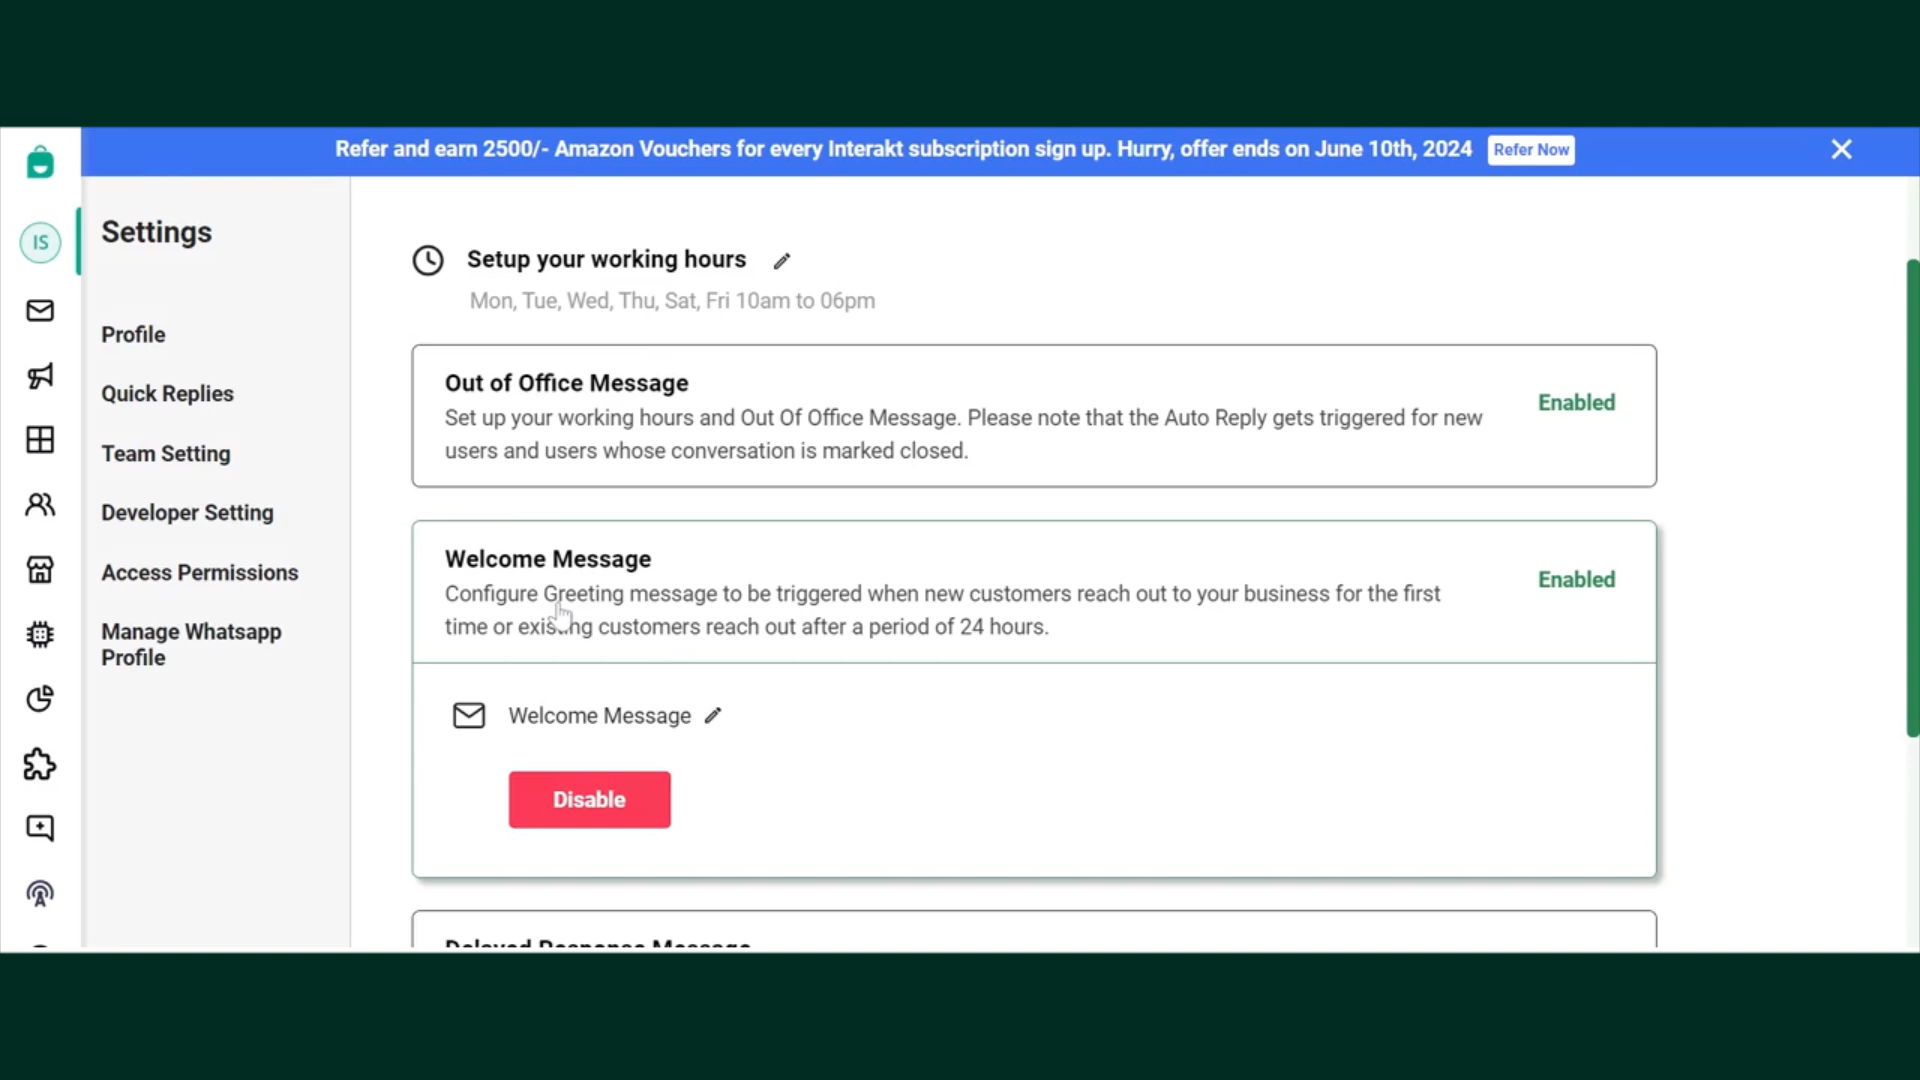 Refer and earn 2500/- Amazon Vouchers for every Interakt subscription sign up. Hurry, offer ends on June 10th, 2024 Refer Now
IS
Settings
Profile
Quick Replies
Team Setting
Developer Setting
Access Permissions
Manage Whatsapp
Profile
Setup your working hours
Mon, Tue, Wed, Thu, Sat, Fri 10am to 06pm
Out of Office Message
Set up your working hours and Out Of Office Message. Please note that the Auto Reply gets triggered for new
users and users whose conversation is marked closed.
Enabled
Welcome Message
Configure Greeting message to be triggered when new customers reach out to your business for the first
time or existing customers reach out after a period of 24 hours.
Enabled
Welcome Message
Disable
Delayed Response Message